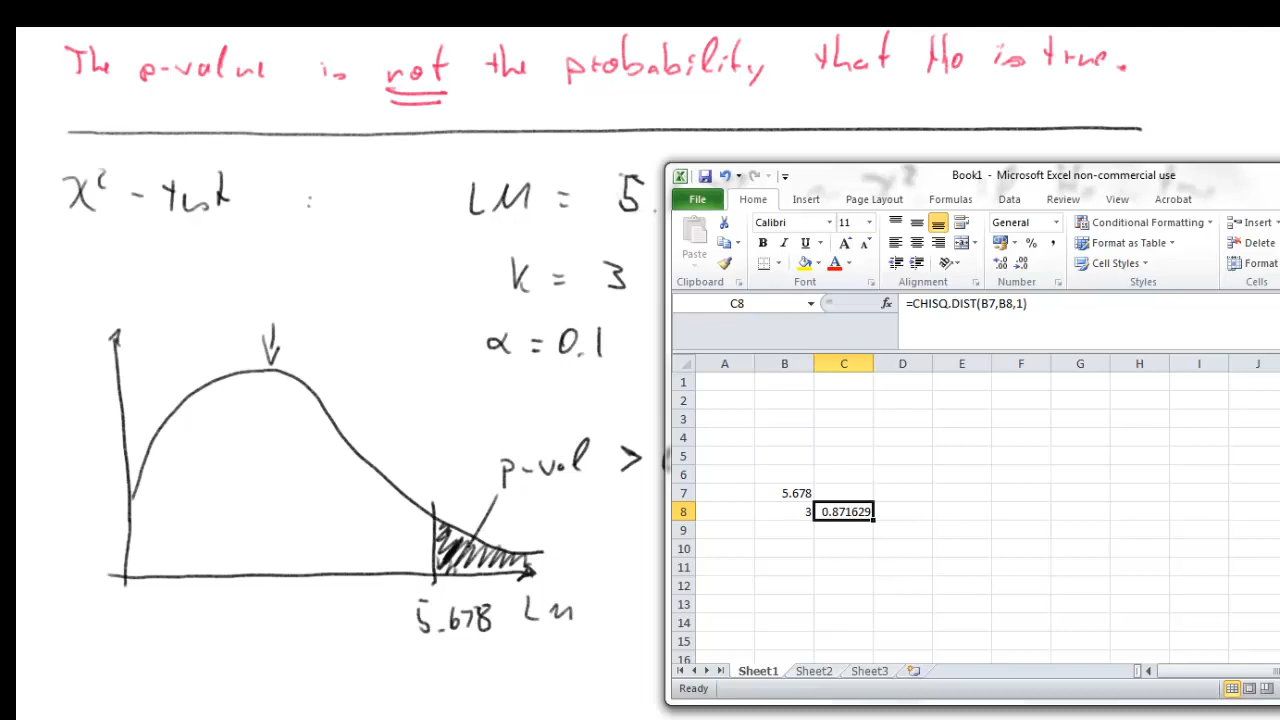 The p-value is not the probability that Ho is true.
χ² - test : LM = 5.
k = 3
α = 0.1
p-val >
5.678 LM
Book1 - Microsoft Excel non-commercial use
File Home Insert Page Layout Formulas Data Review View Acrobat
Calibri 11 General Conditional Formatting Insert
Paste B I U A A % , Format as Table Delete
A Cell Styles Format
Clipboard Font Alignment Number Styles Cells
C8 fx =CHISQ.DIST(B7,B8,1)
A B C D E F G H I J
1
2
3
4
5
6
7 5.678
8 3 0.871629
9
10
11
12
13
14
15
16
Sheet1 Sheet2 Sheet3
Ready